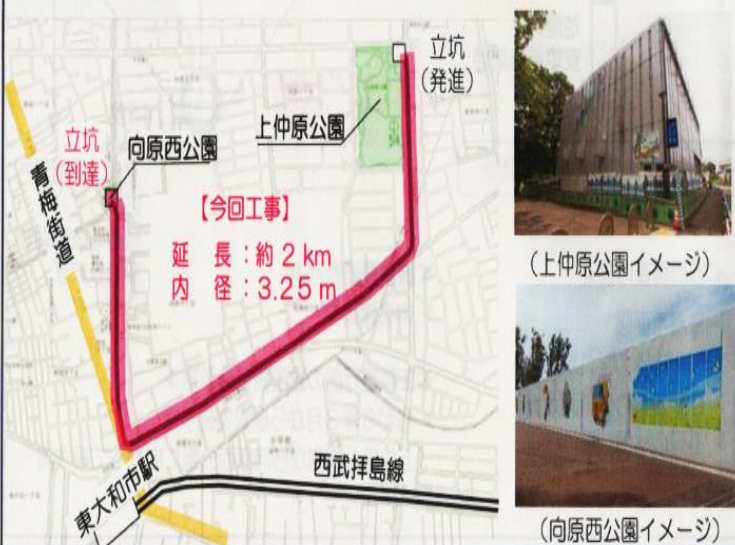 立坑
(発進)
上仲原公園
向原西公園
立坑
(到達)
青梅街道
【今回工事】
延 長:約 2 km
内 径:3.25 m
西武拝島線
東大和市駅
(上仲原公園イメージ)
(向原西公園イメージ)